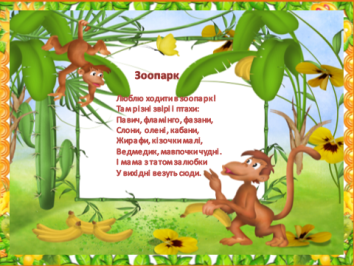 Зоопарк
Люблю ходити в зоопарк!
Там різні звірі і птахи:
Павич, фламінго, фазани,
Слони, олені, кабани,
Жирафи, кізочки малі,
Ведмедик, мавпочки чудні.
І мама з татом залюбки
У вихідні везуть сюди.